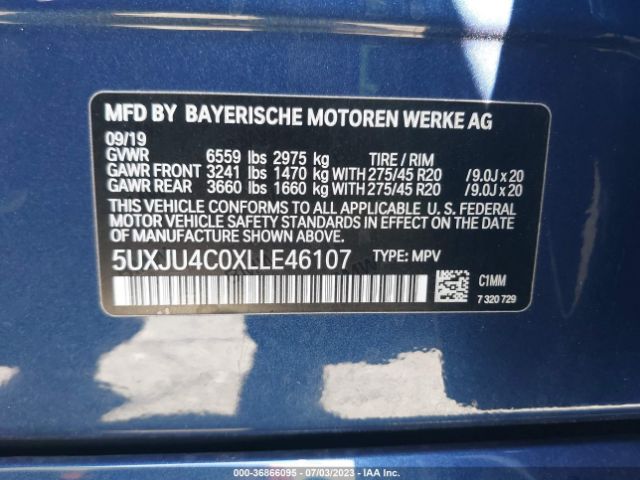 MFD BY BAYERISCHE MOTOREN WERKE AG
09/19
GVWR 6559 lbs 2975 kg TIRE / RIM
GAWR FRONT 3241 lbs 1470 kg WITH 275/45 R20 /9.0J x 20
GAWR REAR 3660 lbs 1660 kg WITH 275/45 R20 /9.0J x 20
THIS VEHICLE CONFORMS TO ALL APPLICABLE U. S. FEDERAL
MOTOR VEHICLE SAFETY STANDARDS IN EFFECT ON THE DATE
OF MANUFACTURE SHOWN ABOVE.
5UXJU4C0XLLE46107 TYPE: MPV
C1MM
7 320 729
000-36866095 - 07/03/2023 - IAA Inc.